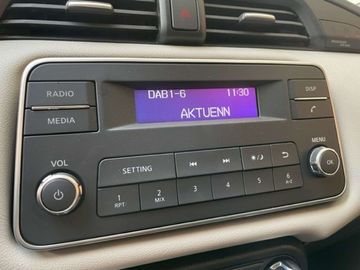 RADIO
MEDIA
DAB1-6 11:30
AKTUENN
DISP
VOL
SETTING
MENU
OK
1 RPT
2 MIX
3
4
5
6 A-Z